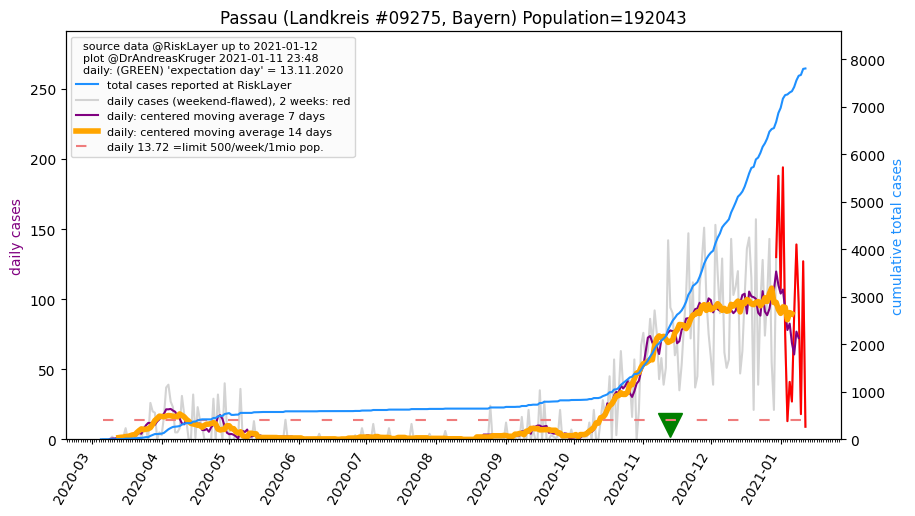 Passau (Landkreis #09275, Bayern) Population=192043
source data @RiskLayer up to 2021-01-12
plot @DrAndreasKruger 2021-01-11 23:48
daily: (GREEN) 'expectation day' = 13.11.2020
total cases reported at RiskLayer
daily cases (weekend-flawed), 2 weeks: red
daily: centered moving average 7 days
daily: centered moving average 14 days
daily 13.72 =limit 500/week/1mio pop.
daily cases
250
200
150
100
50
0
cumulative total cases
8000
7000
6000
5000
4000
3000
2000
1000
0
2020-03
2020-04
2020-05
2020-06
2020-07
2020-08
2020-09
2020-10
2020-11
2020-12
2021-01